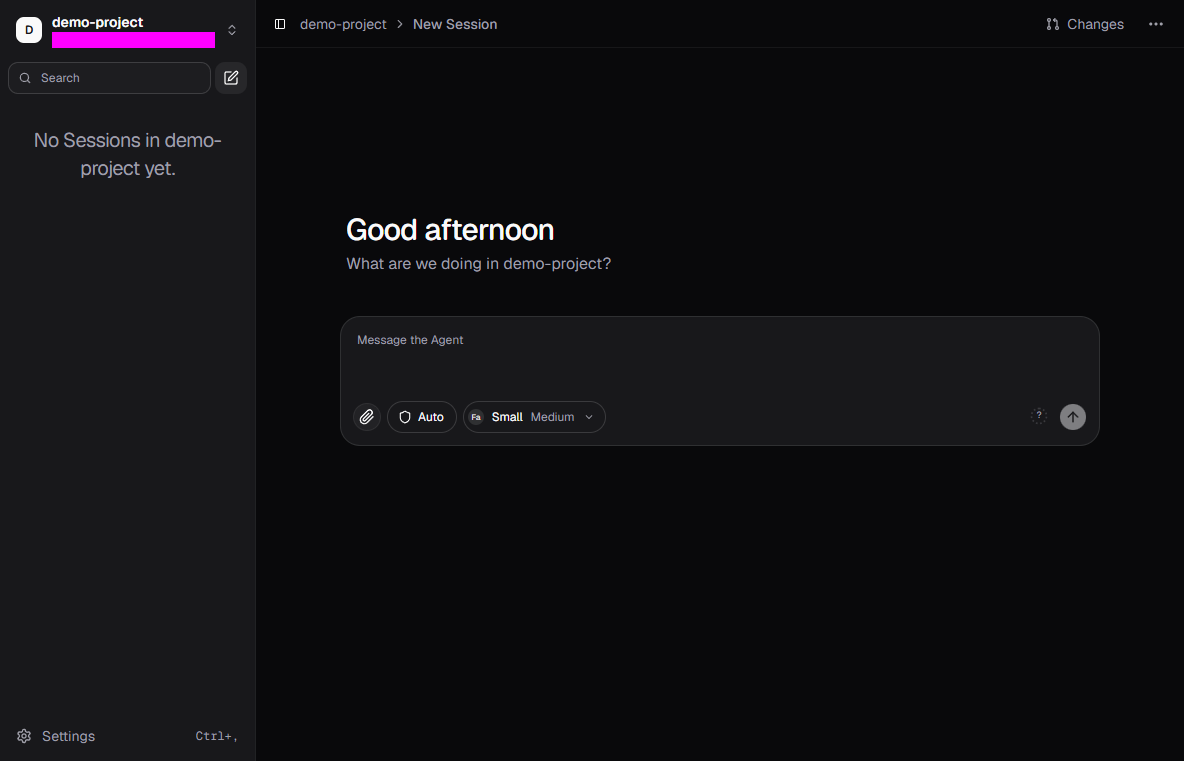 D
demo-project
Search
No Sessions in demo-
project yet.
Settings
Ctrl+,
demo-project
New Session
Changes
Good afternoon
What are we doing in demo-project?
Message the Agent
Auto
Fa
Small
Medium
?